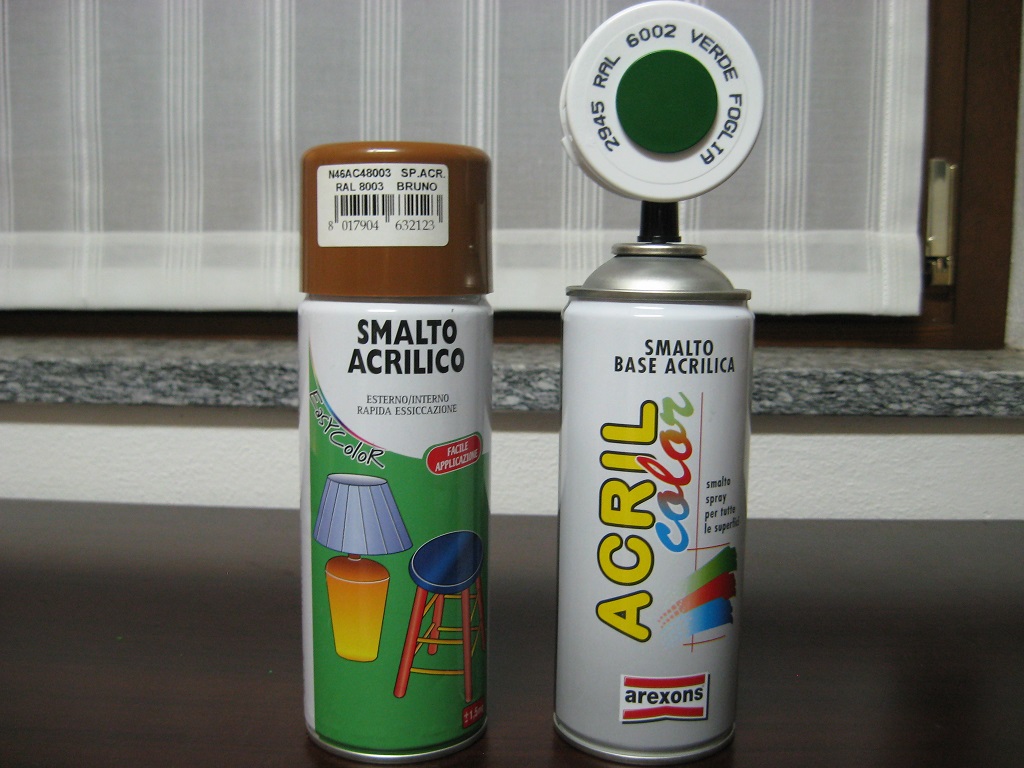 N46AC48003 SP.ACR.
RAL 8003 BRUNO
8 017904 632123
SMALTO
ACRILICO
ESTERNO/INTERNO
RAPIDA ESSICCAZIONE
EasyColor
FACILE
APPLICAZIONE
2945 RAL 6002 VERDE FOGLIA
SMALTO
BASE ACRILICA
ACRIL
color
smalto
spray
per tutte
le superfici
arexons